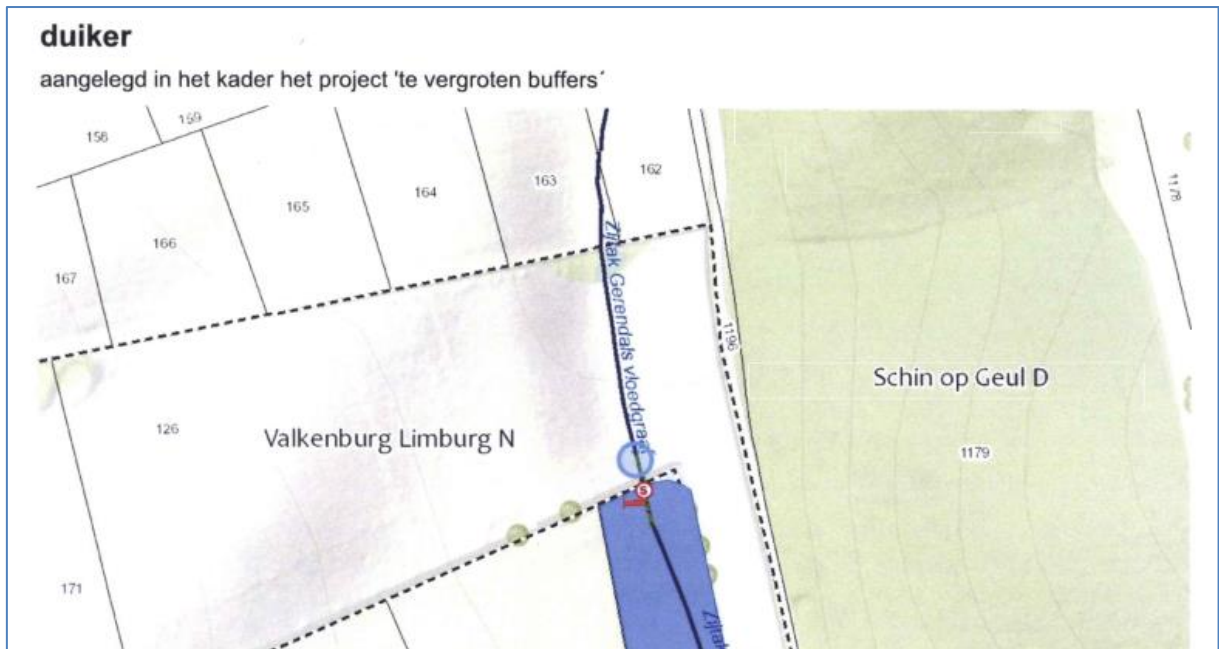 duiker
aangelegd in het kader het project 'te vergroten buffers´
158
159
162
163
164
165
166
167
1178
Zijtak Gerendals vloedgraaf
1196
Schin op Geul D
126
Valkenburg Limburg N
1179
S
171
Zijtak